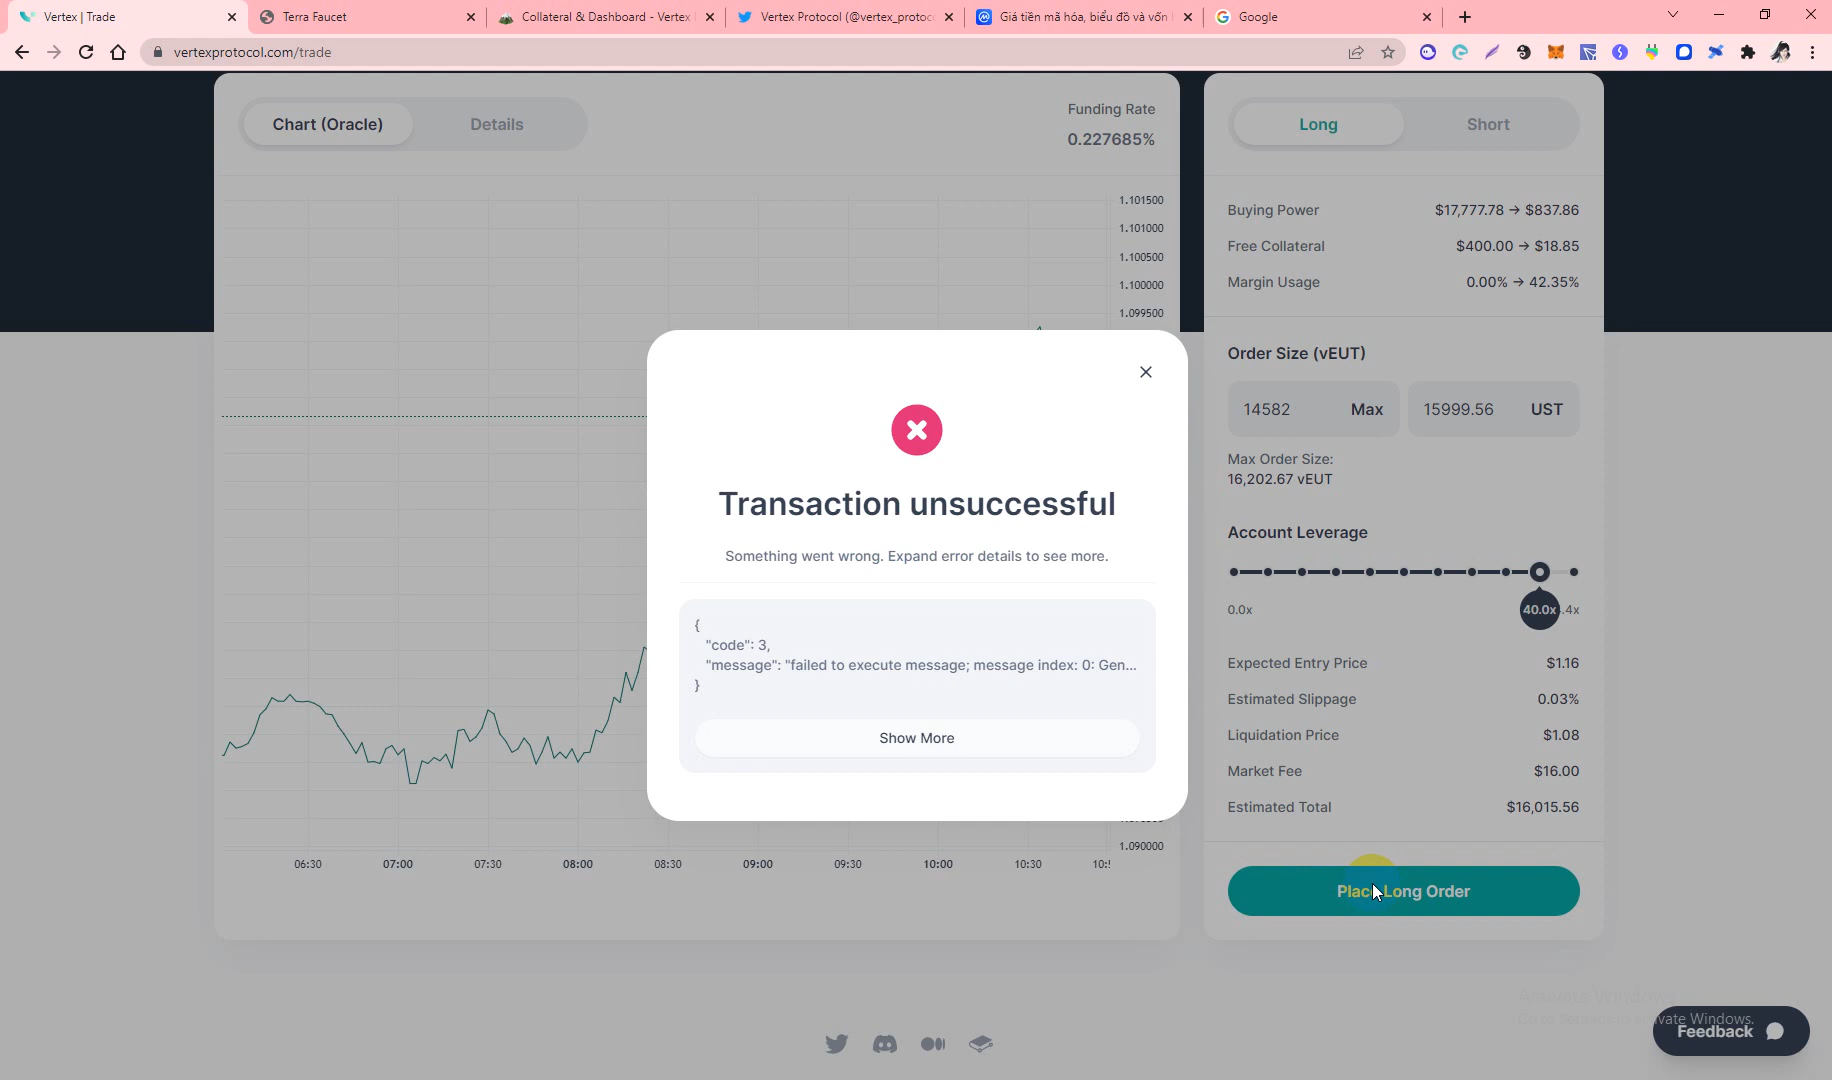 Vertex | Trade
Terra Faucet
Collateral & Dashboard - Vertex
Vertex Protocol (@vertex_protoc
Giá tiền mã hóa, biểu đồ và vốn
Google
vertexprotocol.com/trade
Chart (Oracle)
Details
Funding Rate
0.227685%
1.101500
1.101000
1.100500
1.100000
1.099500
1.090000
06:30
07:00
07:30
08:00
08:30
09:00
09:30
10:00
10:30
Transaction unsuccessful
Something went wrong. Expand error details to see more.
{
"code": 3,
"message": "failed to execute message; message index: 0: Gen...
}
Show More
Long
Short
Buying Power
$17,777.78 → $837.86
Free Collateral
$400.00 → $18.85
Margin Usage
0.00% → 42.35%
Order Size (vEUT)
14582
Max
15999.56
UST
Max Order Size:
16,202.67 vEUT
Account Leverage
0.0x
40.0x
.4x
Expected Entry Price
$1.16
Estimated Slippage
0.03%
Liquidation Price
$1.08
Market Fee
$16.00
Estimated Total
$16,015.56
Place Long Order
Activate Windows
Feedback